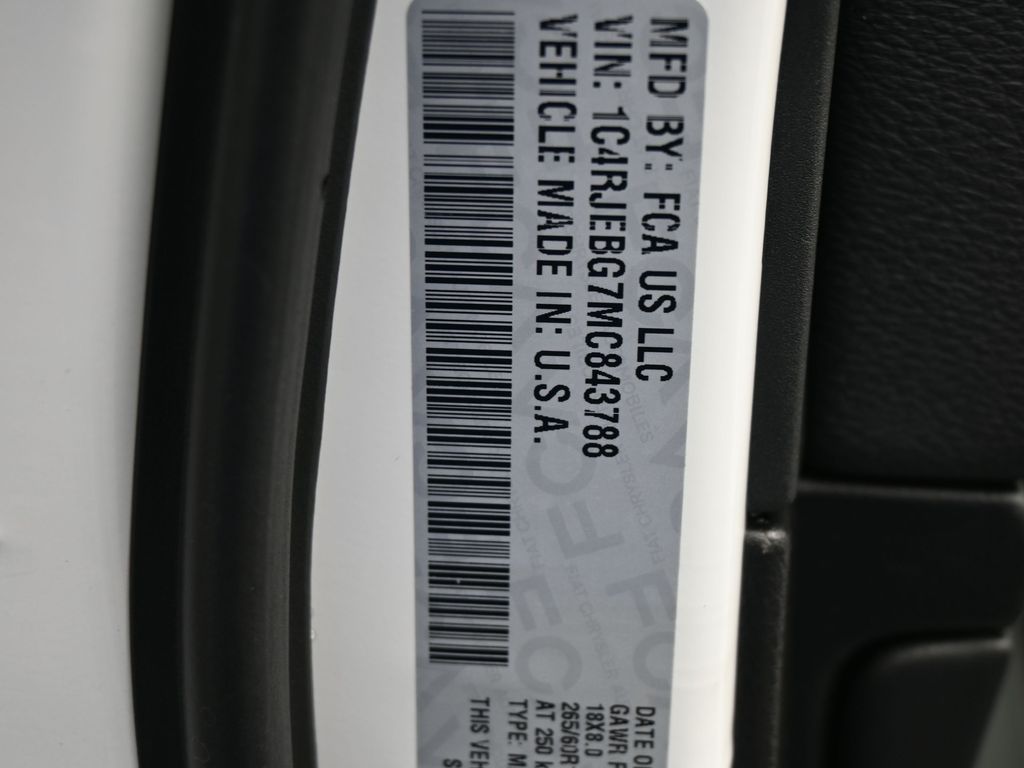 MFD BY: FCA US LLC
VIN: 1C4RJEBG7MC843788
VEHICLE MADE IN: U.S.A.
DATE O
GAWR F
18X8.0
265/60R
AT 250 k
TYPE: M
THIS VEH
S